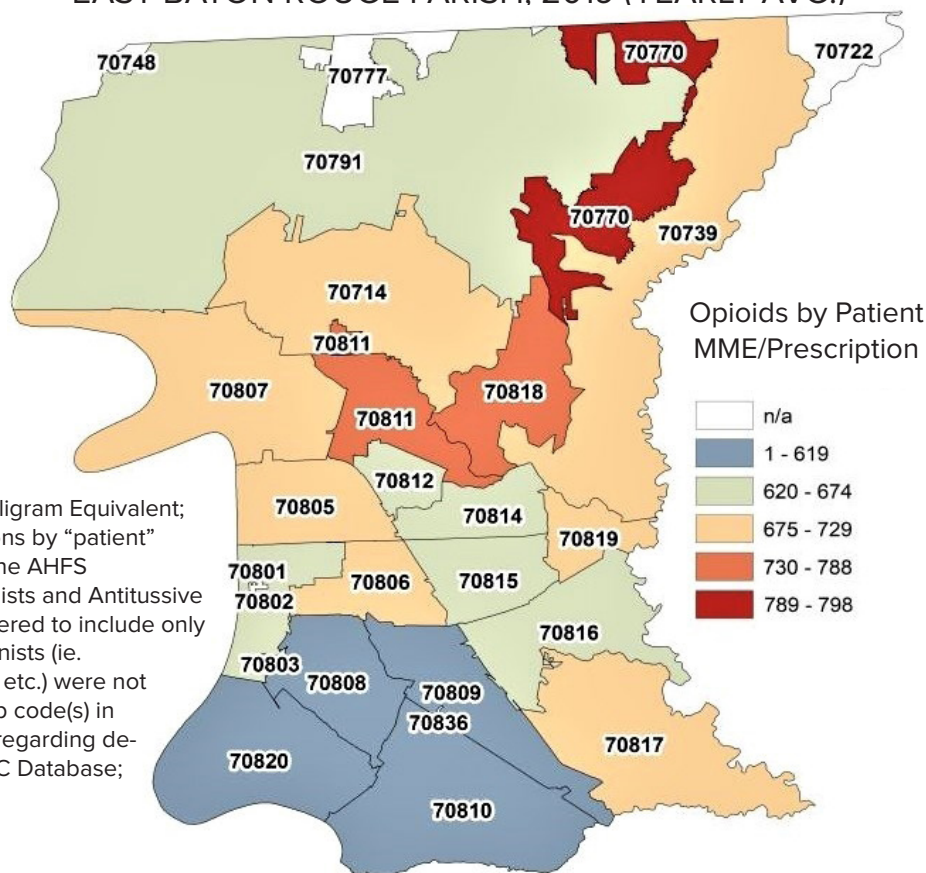 EAST BATON ROUGE PARISH, (YEARLY AVG.)
70748
70777
70770
70722
70791
70770
70739
70714
70811
70807
70811
70818
70812
70805
70814
70819
70801
70806
70815
70802
70816
70803
70808
70809
70836
70817
70820
70810
Opioids by Patient
MME/Prescription
n/a
1 - 619
620 - 674
675 - 729
730 - 788
789 - 798
ligram Equivalent;
ons by “patient”
ne AHFS
ists and Antitussive
ered to include only
nists (ie.
etc.) were not
o code(s) in
regarding de-
C Database;